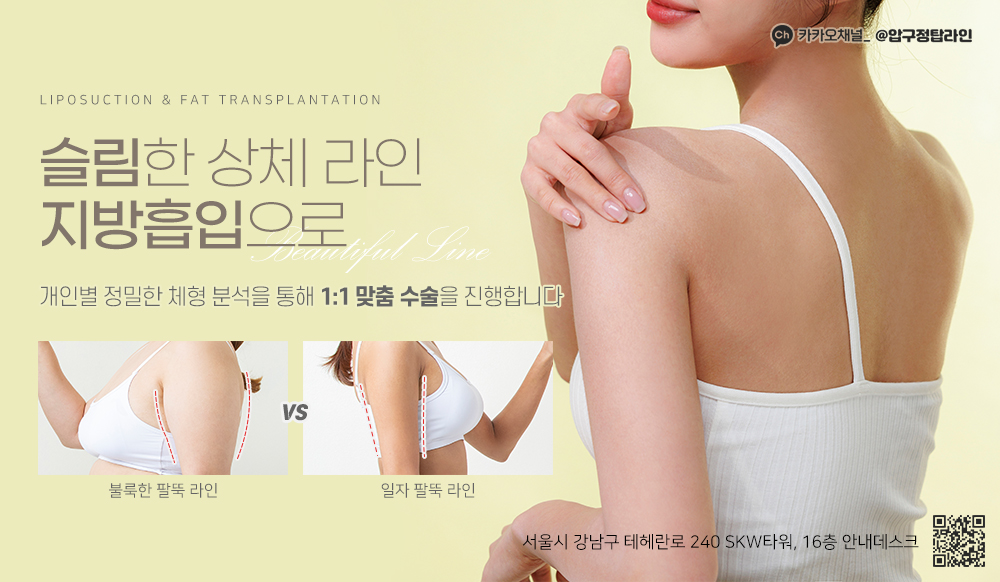 Ch 카카오채널_ @압구정탑라인
LIPOSUCTION & FAT TRANSPLANTATION
슬림한 상체 라인
지방흡입으로
Beautiful Line
개인별 정밀한 체형 분석을 통해 1:1 맞춤 수술을 진행합니다
VS
불룩한 팔뚝 라인
일자 팔뚝 라인
서울시 강남구 테헤란로 240 SKW타워, 16층 안내데스크